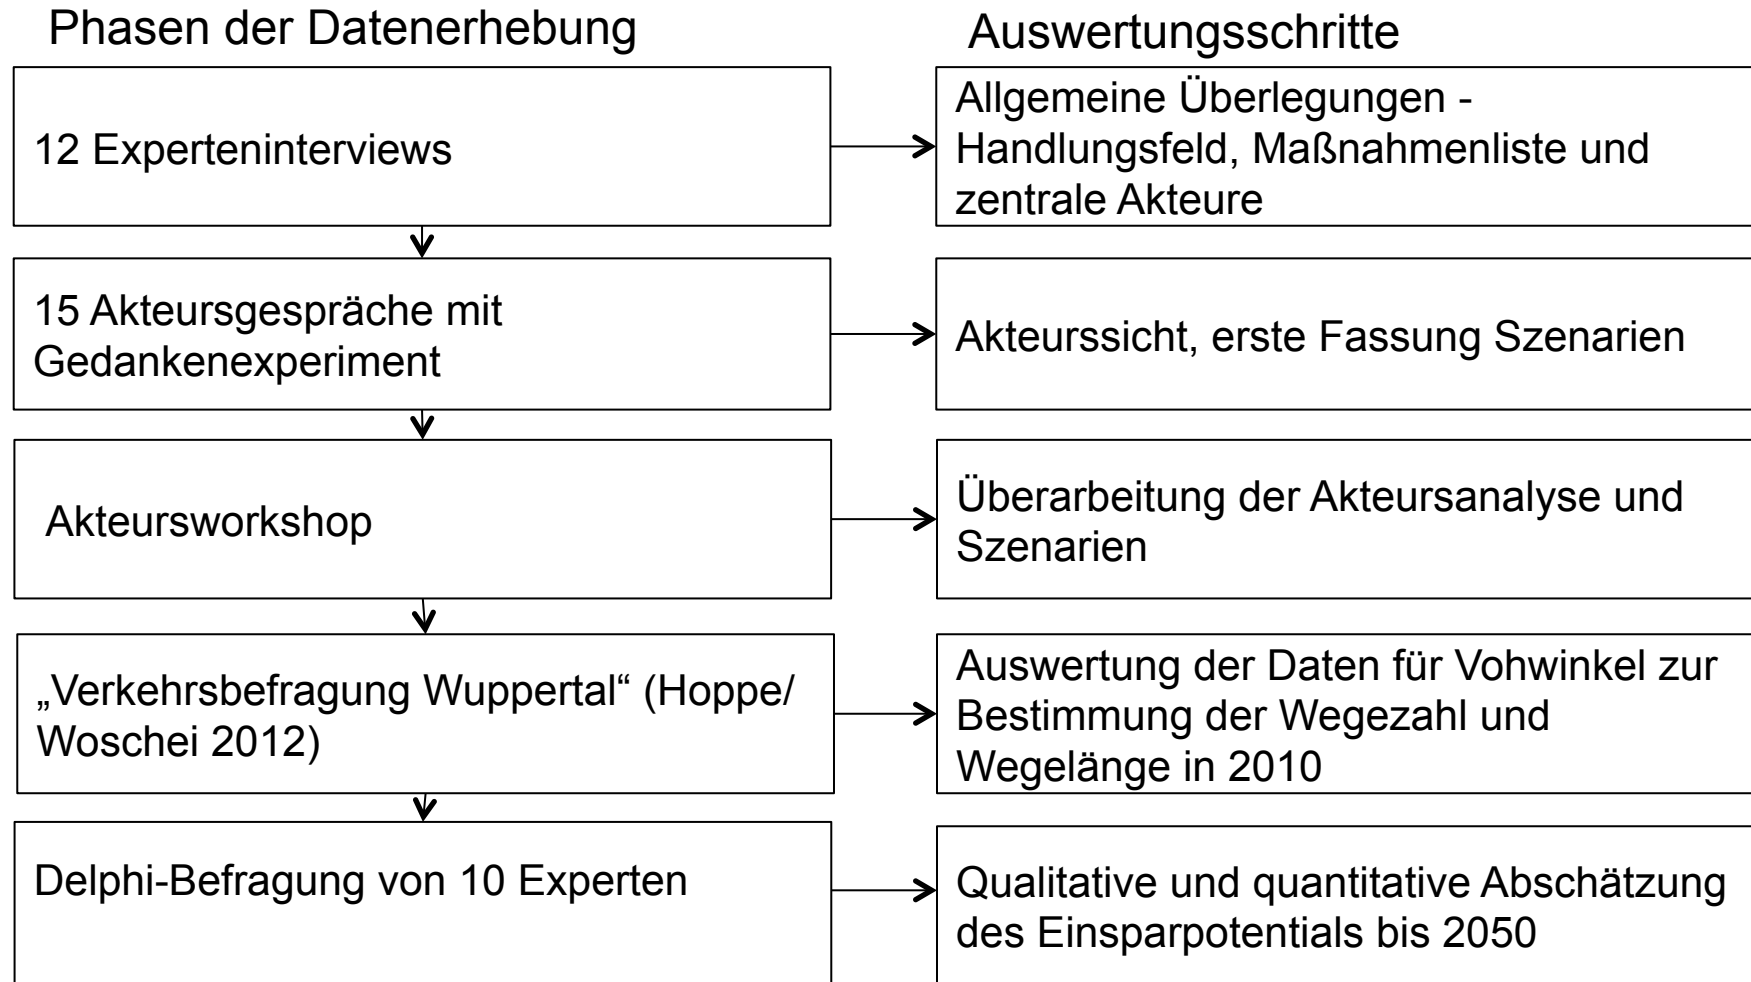 Phasen der Datenerhebung
Auswertungsschritte
12 Experteninterviews
Allgemeine Überlegungen -
Handlungsfeld, Maßnahmenliste und
zentrale Akteure
15 Akteursgespräche mit
Gedankenexperiment
Akteurssicht, erste Fassung Szenarien
Akteursworkshop
Überarbeitung der Akteursanalyse und
Szenarien
„Verkehrsbefragung Wuppertal“ (Hoppe/
Woschei 2012)
Auswertung der Daten für Vohwinkel zur
Bestimmung der Wegezahl und
Wegelänge in 2010
Delphi-Befragung von 10 Experten
Qualitative und quantitative Abschätzung
des Einsparpotentials bis 2050